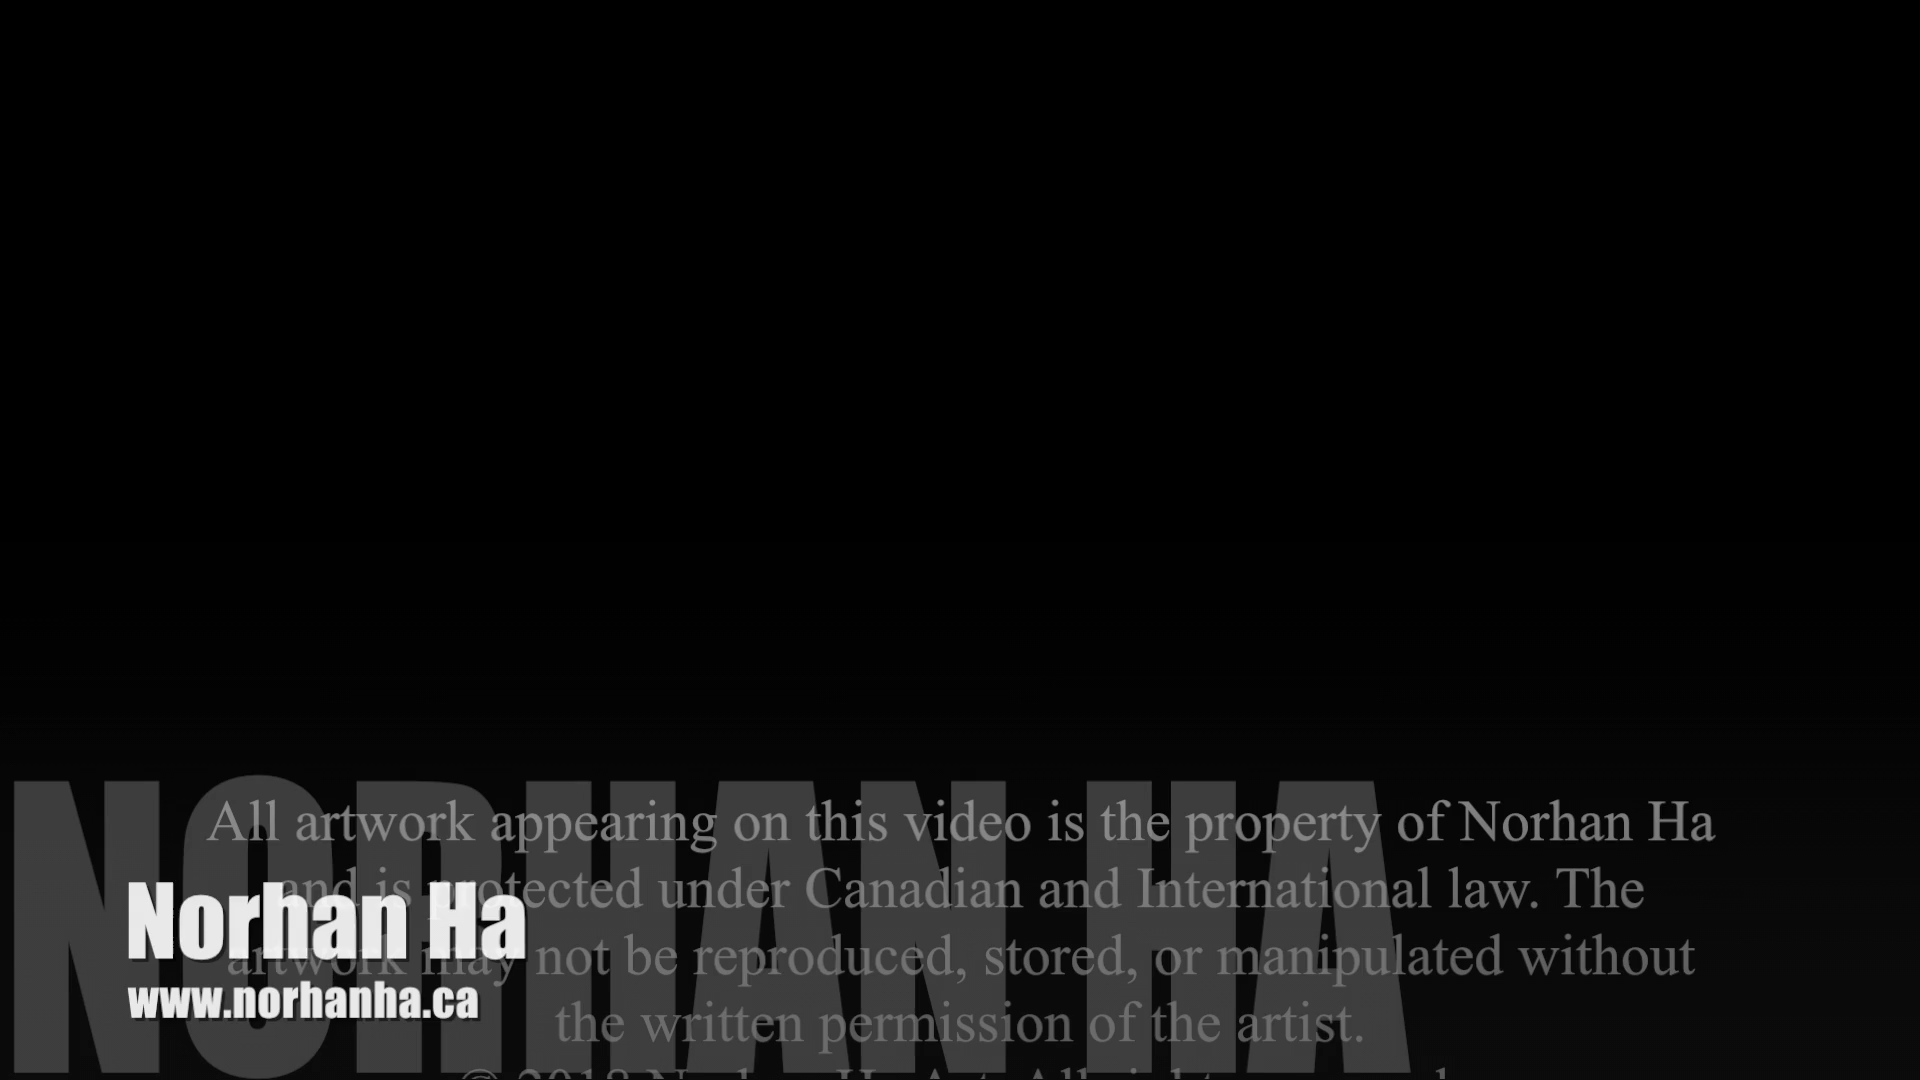 NORHAN HA
All artwork appearing on this video is the property of Norhan Ha
and is protected under Canadian and International law. The
artwork may not be reproduced, stored, or manipulated without
the written permission of the artist.
Norhan Ha
www.norhanha.ca